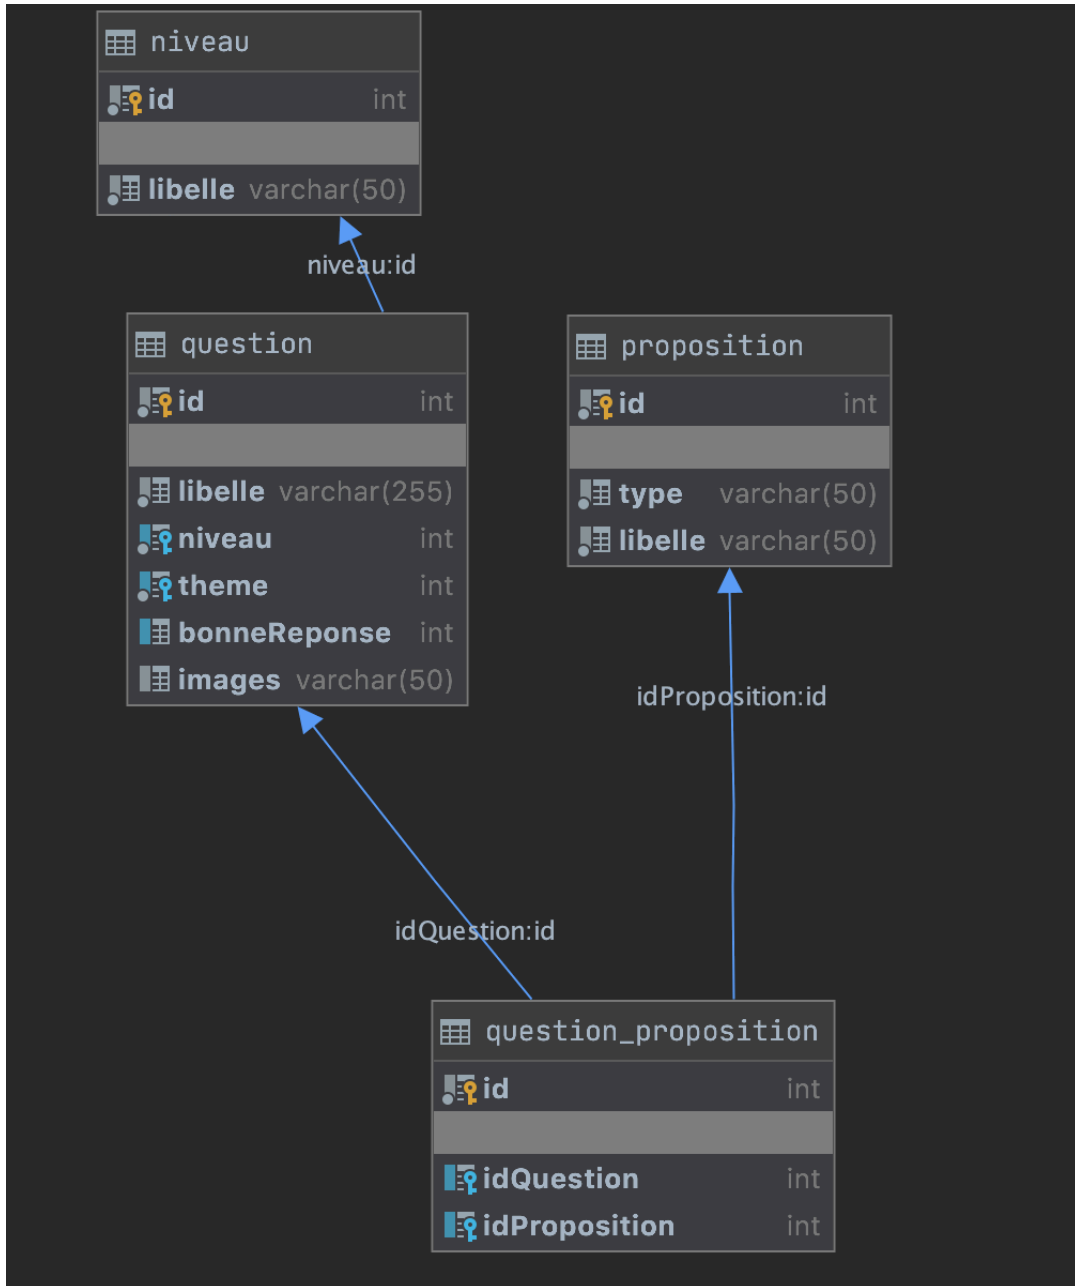 niveau
id int
libelle varchar(50)
niveau:id
question
id int
libelle varchar(255)
niveau int
theme int
bonneReponse int
images varchar(50)
proposition
id int
type varchar(50)
libelle varchar(50)
idProposition:id
idQuestion:id
question_proposition
id int
idQuestion int
idProposition int